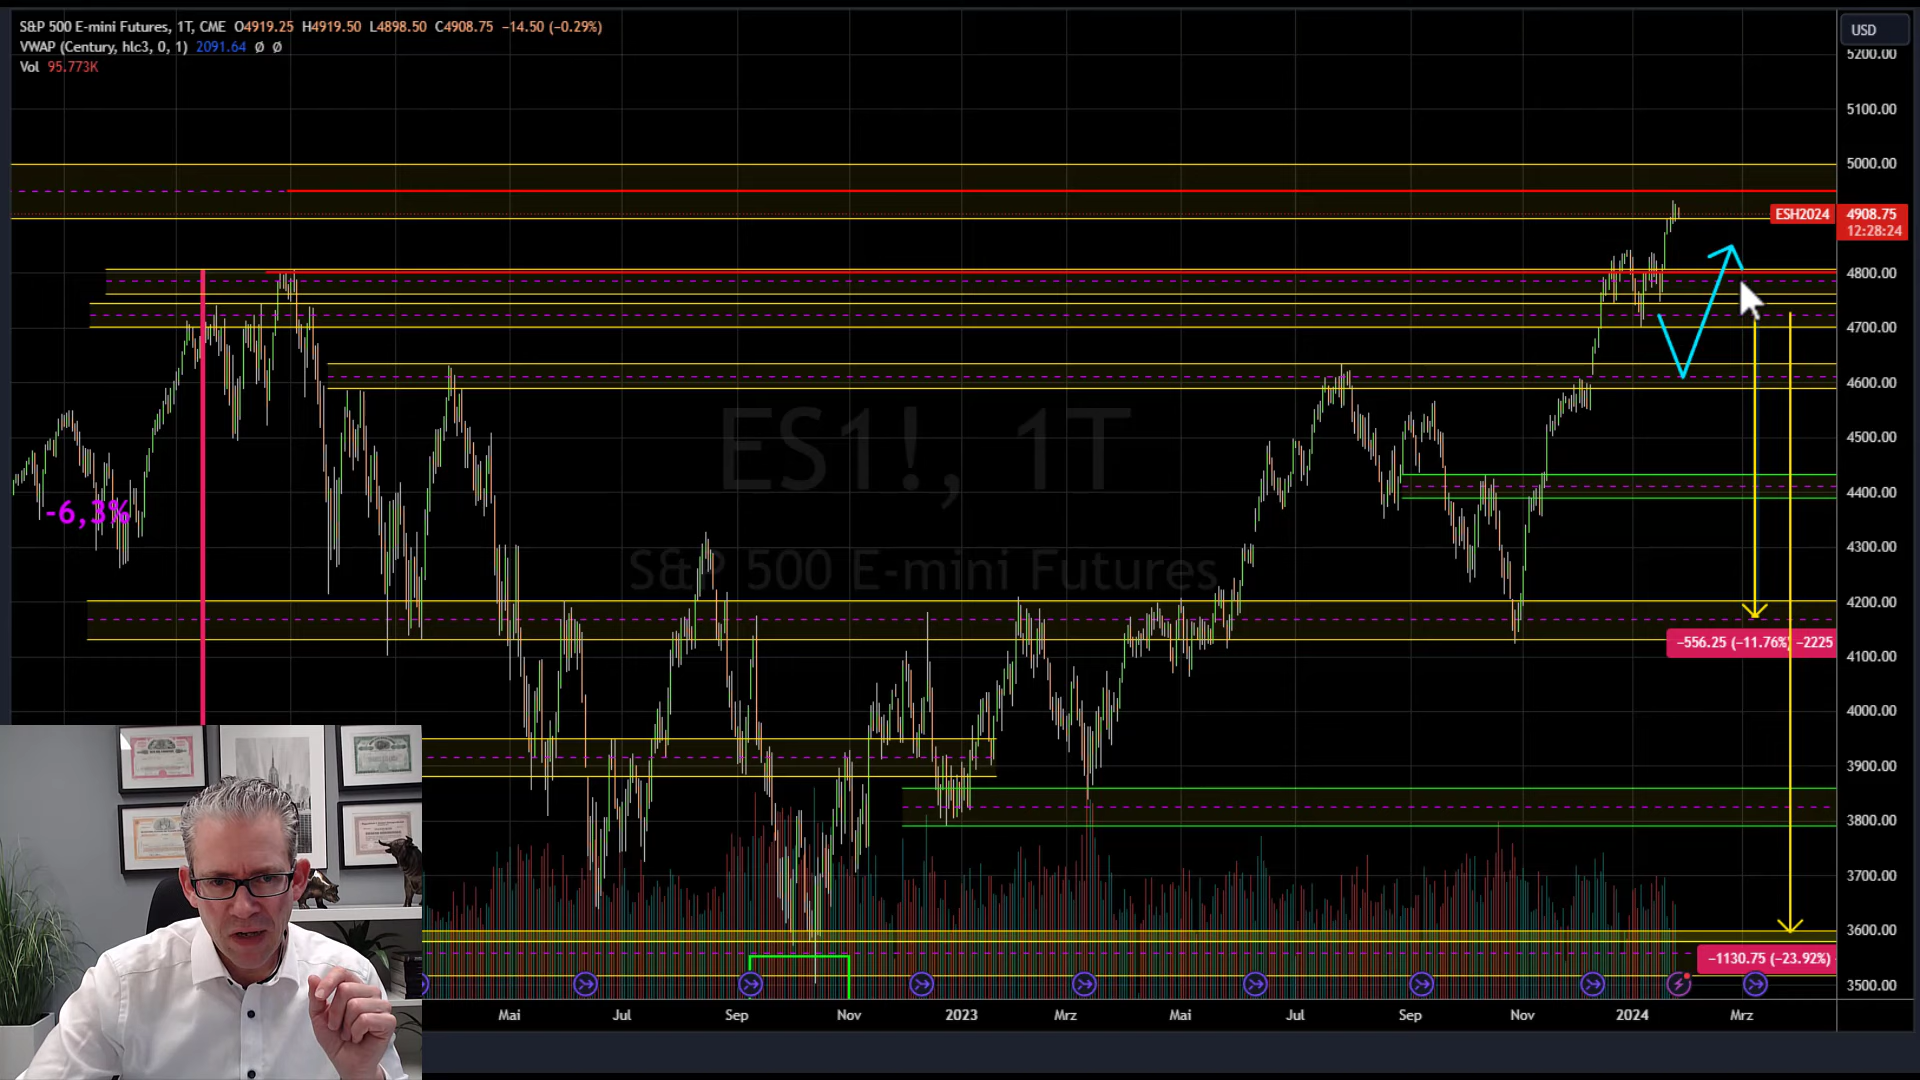 S&P 500 E-mini Futures, 1T, CME O4919.25 H4919.50 L4898.50 C4908.75 −14.50 (−0.29%)
VWAP (Century, hlc3, 0, 1) 2091.64 Ø Ø
Vol 95.773K
USD
5200.00
5100.00
5000.00
ESH2024 4908.75
12:28:24
4800.00
4700.00
4600.00
ES1!, 1T
4500.00
4400.00
-6,3%
4300.00
S&P 500 E-mini Futures
4200.00
−556.25 (−11.76%) −2225
4100.00
4000.00
3900.00
3800.00
3700.00
3600.00
−1130.75 (−23.92%)
3500.00
Mai Jul Sep Nov 2023 Mrz Mai Jul Sep Nov 2024 Mrz